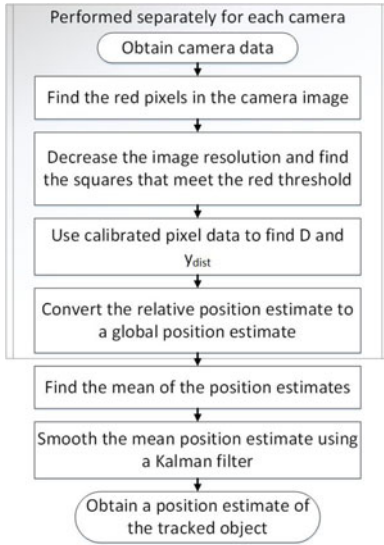 Performed separately for each camera
Obtain camera data
Find the red pixels in the camera image
Decrease the image resolution and find
the squares that meet the red threshold
Use calibrated pixel data to find D and
ydist
Convert the relative position estimate to
a global position estimate
Find the mean of the position estimates
Smooth the mean position estimate using
a Kalman filter
Obtain a position estimate of
the tracked object